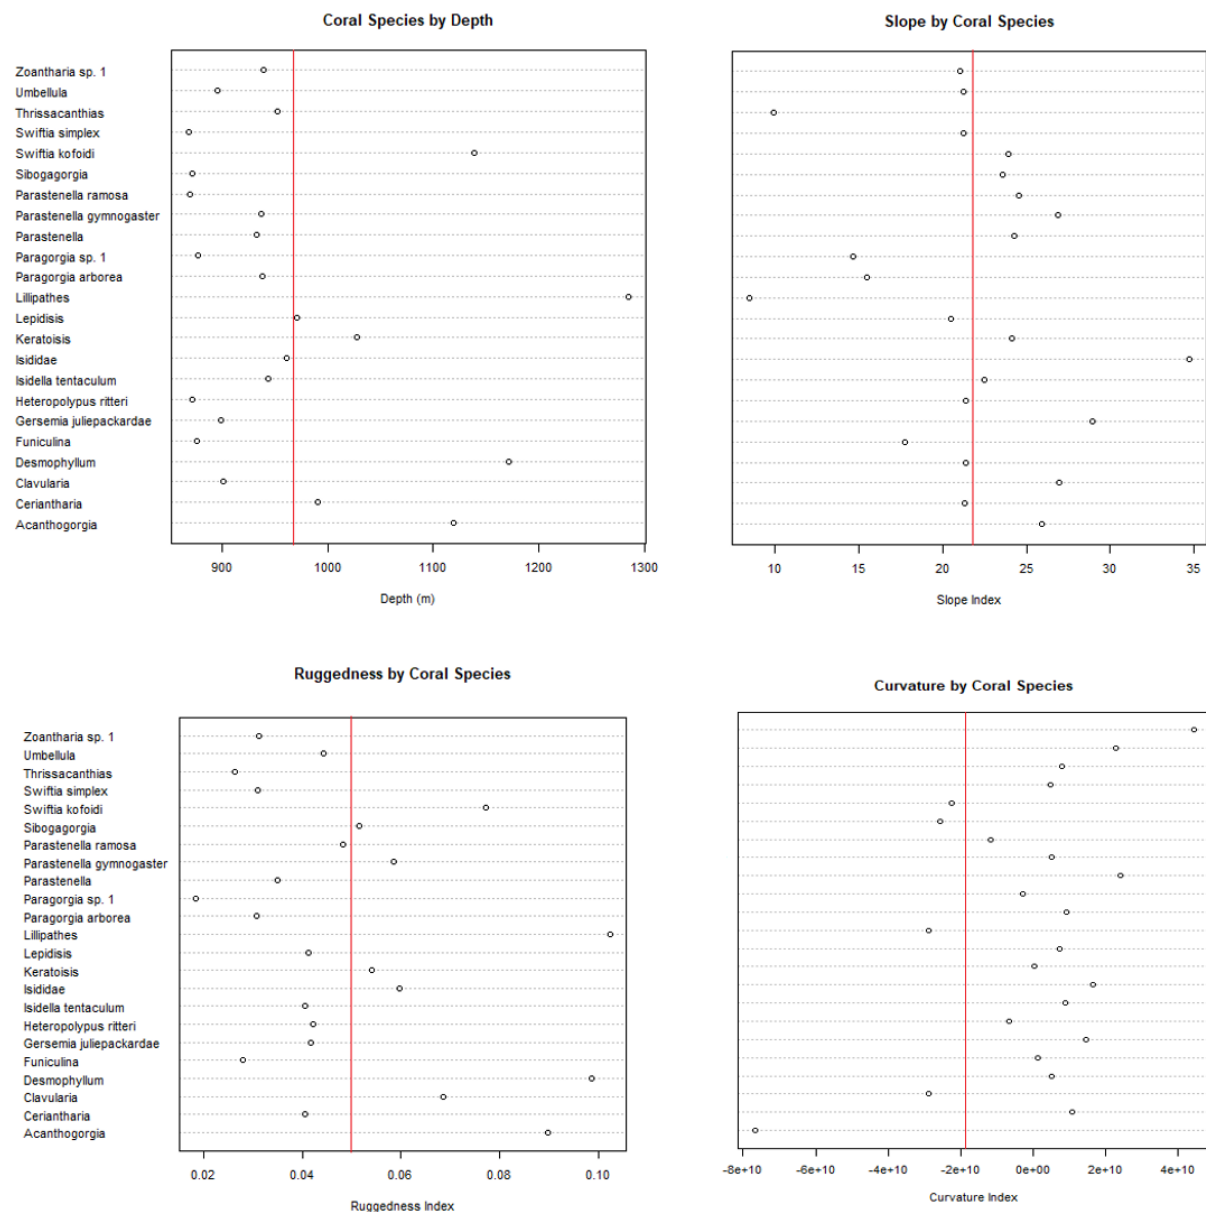 Coral Species by Depth
Zoantharia sp. 1
Umbellula
Thrissacanthias
Swiftia simplex
Swiftia kofoidi
Sibogagorgia
Parastenella ramosa
Parastenella gymnogaster
Parastenella
Paragorgia sp. 1
Paragorgia arborea
Lillipathes
Lepidisis
Keratoisis
Isididae
Isidella tentaculum
Heteropolypus ritteri
Gersemia juliepackardae
Funiculina
Desmophyllum
Clavularia
Ceriantharia
Acanthogorgia
900 1000 1100 1200 1300
Depth (m)
Slope by Coral Species
10 15 20 25 30 35
Slope Index
Ruggedness by Coral Species
Zoantharia sp. 1
Umbellula
Thrissacanthias
Swiftia simplex
Swiftia kofoidi
Sibogagorgia
Parastenella ramosa
Parastenella gymnogaster
Parastenella
Paragorgia sp. 1
Paragorgia arborea
Lillipathes
Lepidisis
Keratoisis
Isididae
Isidella tentaculum
Heteropolypus ritteri
Gersemia juliepackardae
Funiculina
Desmophyllum
Clavularia
Ceriantharia
Acanthogorgia
0.02 0.04 0.06 0.08 0.10
Ruggedness Index
Curvature by Coral Species
-8e+10 -6e+10 -4e+10 -2e+10 0e+00 2e+10 4e+10
Curvature Index